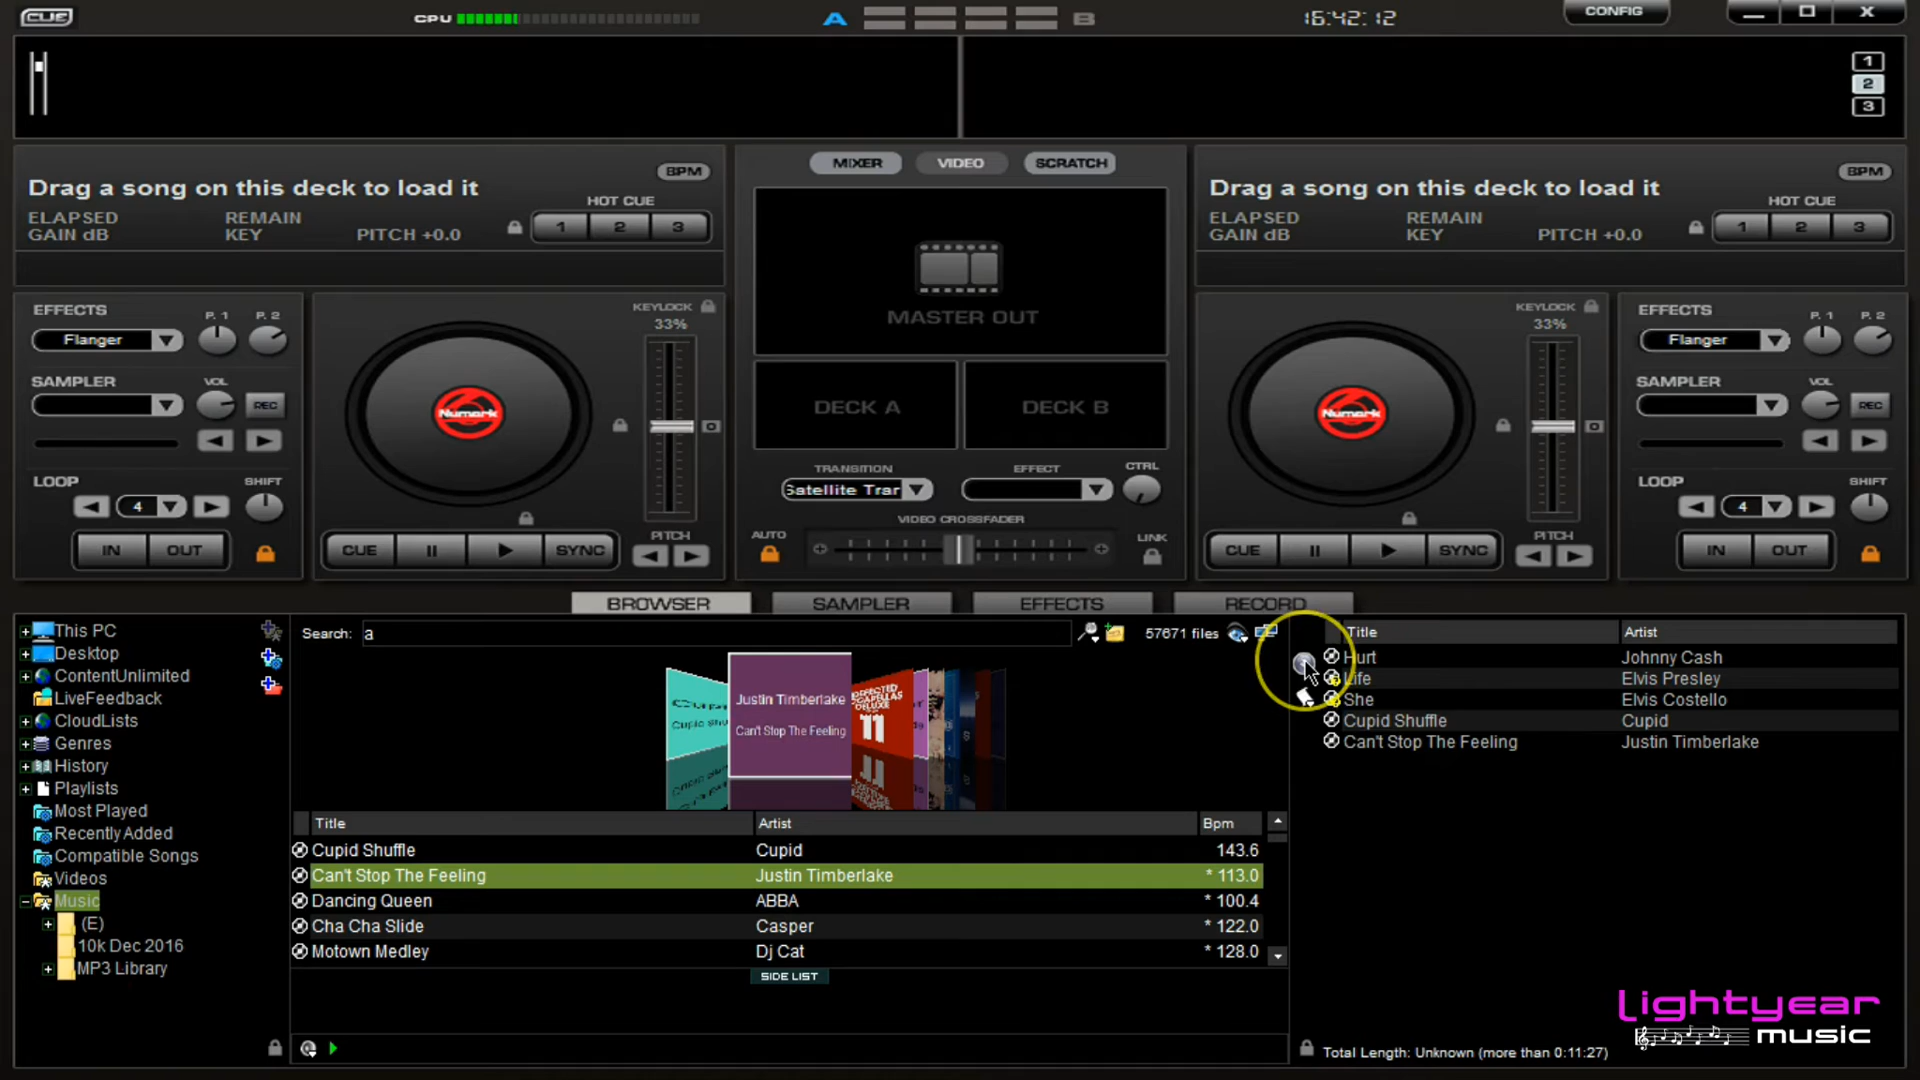 CUE
CPU
A
B
16:42:12
CONFIG
1
2
3
Drag a song on this deck to load it
BPM
ELAPSED
REMAIN
HOT CUE
GAIN dB
KEY
PITCH +0.0
1 2 3
MIXER
VIDEO
SCRATCH
MASTER OUT
DECK A
DECK B
TRANSITION
EFFECT
CTRL
Satellite Tran
VIDEO CROSSFADER
AUTO
LINK
Drag a song on this deck to load it
BPM
ELAPSED
REMAIN
HOT CUE
GAIN dB
KEY
PITCH +0.0
1 2 3
EFFECTS
P. 1
P. 2
Flanger
SAMPLER
VOL
REC
LOOP
SHIFT
4
IN
OUT
KEYLOCK
33%
Numark
CUE
SYNC
PITCH
KEYLOCK
33%
Numark
CUE
SYNC
PITCH
EFFECTS
P. 1
P. 2
Flanger
SAMPLER
VOL
REC
LOOP
SHIFT
4
IN
OUT
BROWSER
SAMPLER
EFFECTS
RECORD
This PC
Desktop
ContentUnlimited
LiveFeedback
CloudLists
Genres
History
Playlists
Most Played
Recently Added
Compatible Songs
Videos
Music
(E)
10k Dec 2016
MP3 Library
Search: a
57671 files
Cupid Shuffle
Justin Timberlake
Can't Stop The Feeling
11
Title Artist Bpm
Cupid Shuffle Cupid 143.6
Can't Stop The Feeling Justin Timberlake * 113.0
Dancing Queen ABBA * 100.4
Cha Cha Slide Casper * 122.0
Motown Medley Dj Cat * 128.0
SIDE LIST
Title Artist
Hurt Johnny Cash
Life Elvis Presley
She Elvis Costello
Cupid Shuffle Cupid
Can't Stop The Feeling Justin Timberlake
Total Length: Unknown (more than 0:11:27)
lightyear
music